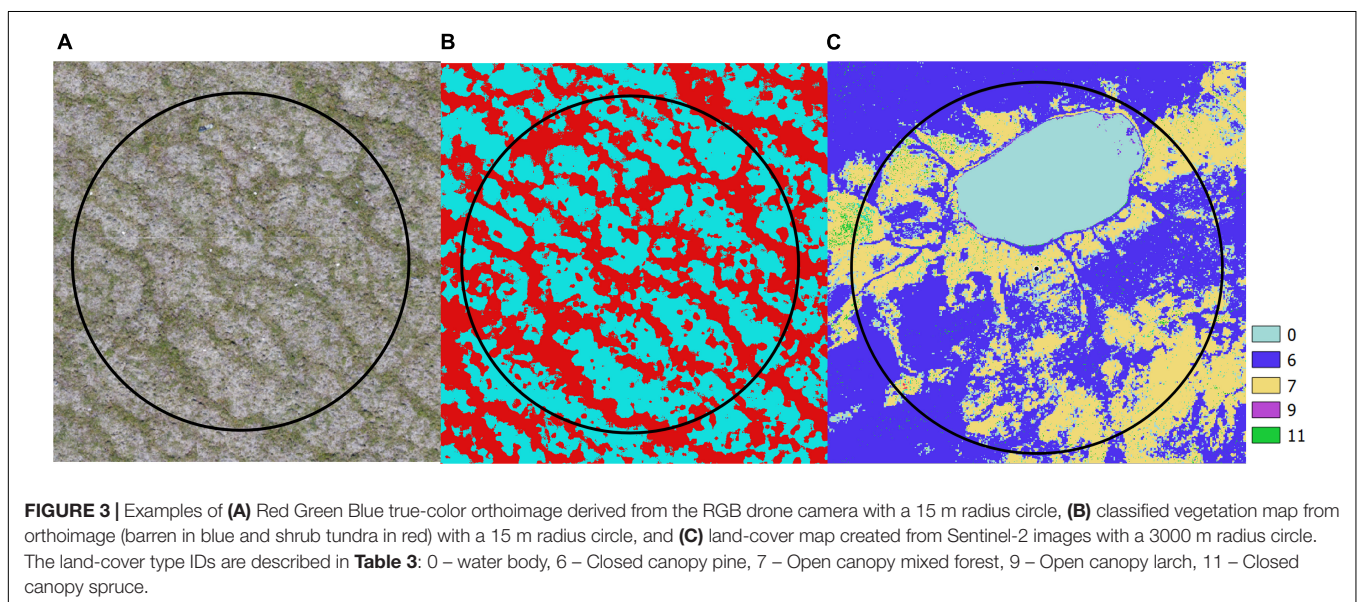 A
B
C
0
6
7
9
11
FIGURE 3 | Examples of (A) Red Green Blue true-color orthoimage derived from the RGB drone camera with a 15 m radius circle, (B) classified vegetation map from
orthoimage (barren in blue and shrub tundra in red) with a 15 m radius circle, and (C) land-cover map created from Sentinel-2 images with a 3000 m radius circle.
The land-cover type IDs are described in Table 3: 0 – water body, 6 – Closed canopy pine, 7 – Open canopy mixed forest, 9 – Open canopy larch, 11 – Closed
canopy spruce.